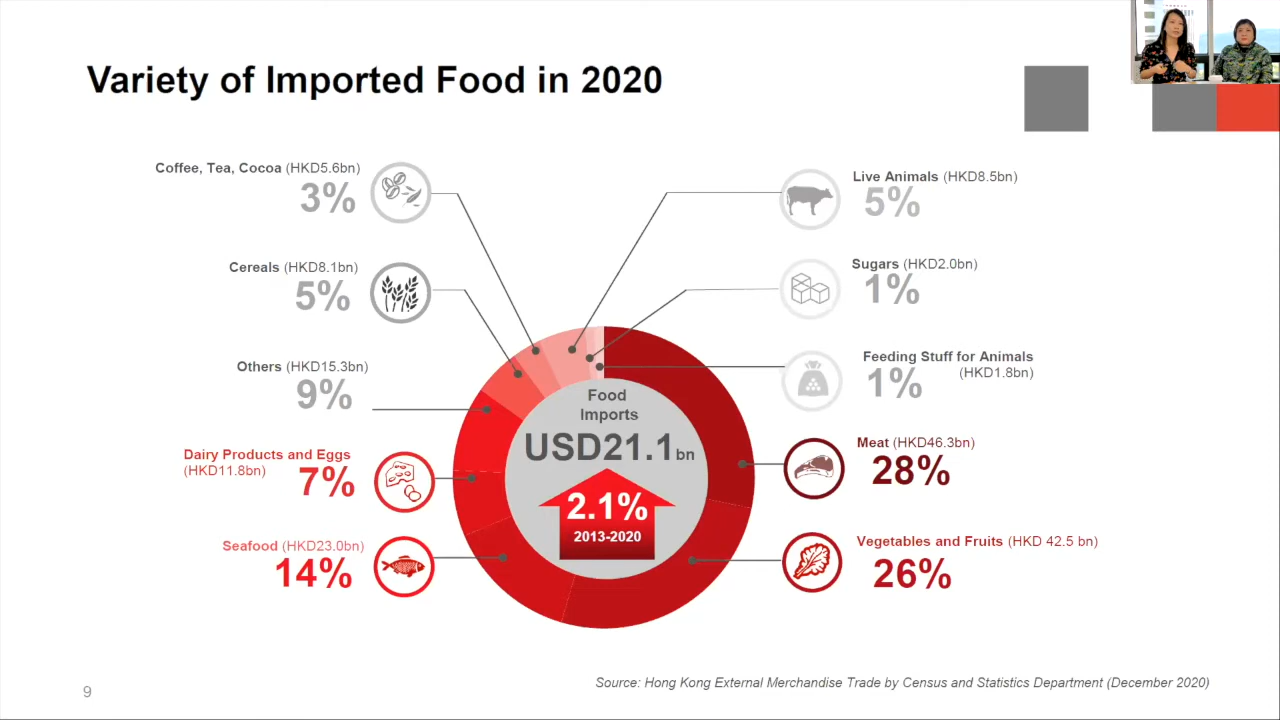 Variety of Imported Food in 2020
Coffee, Tea, Cocoa (HKD5.6bn)
3%
Cereals (HKD8.1bn)
5%
Others (HKD15.3bn)
9%
Dairy Products and Eggs
(HKD11.8bn)
7%
Seafood (HKD23.0bn)
14%
Food
Imports
USD21.1bn
2.1%
2013-2020
Live Animals (HKD8.5bn)
5%
Sugars (HKD2.0bn)
1%
Feeding Stuff for Animals
(HKD1.8bn)
1%
Meat (HKD46.3bn)
28%
Vegetables and Fruits (HKD 42.5 bn)
26%
Source: Hong Kong External Merchandise Trade by Census and Statistics Department (December 2020)
9